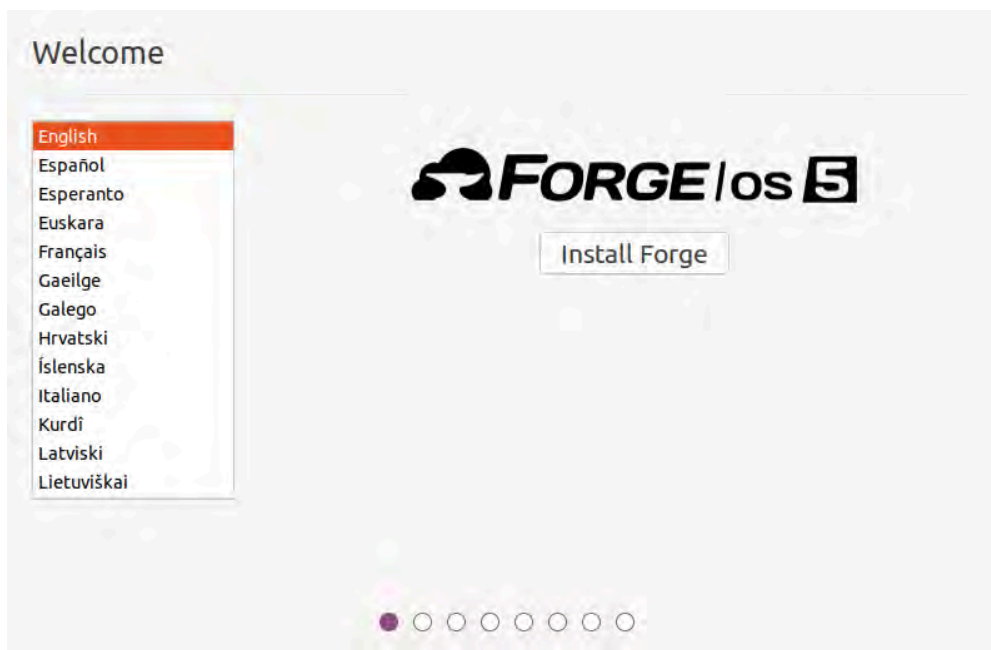 Welcome
English
Español
Esperanto
Euskara
Français
Gaeilge
Galego
Hrvatski
Íslenska
Italiano
Kurdî
Latviski
Lietuviškai
FORGE/os 5
Install Forge